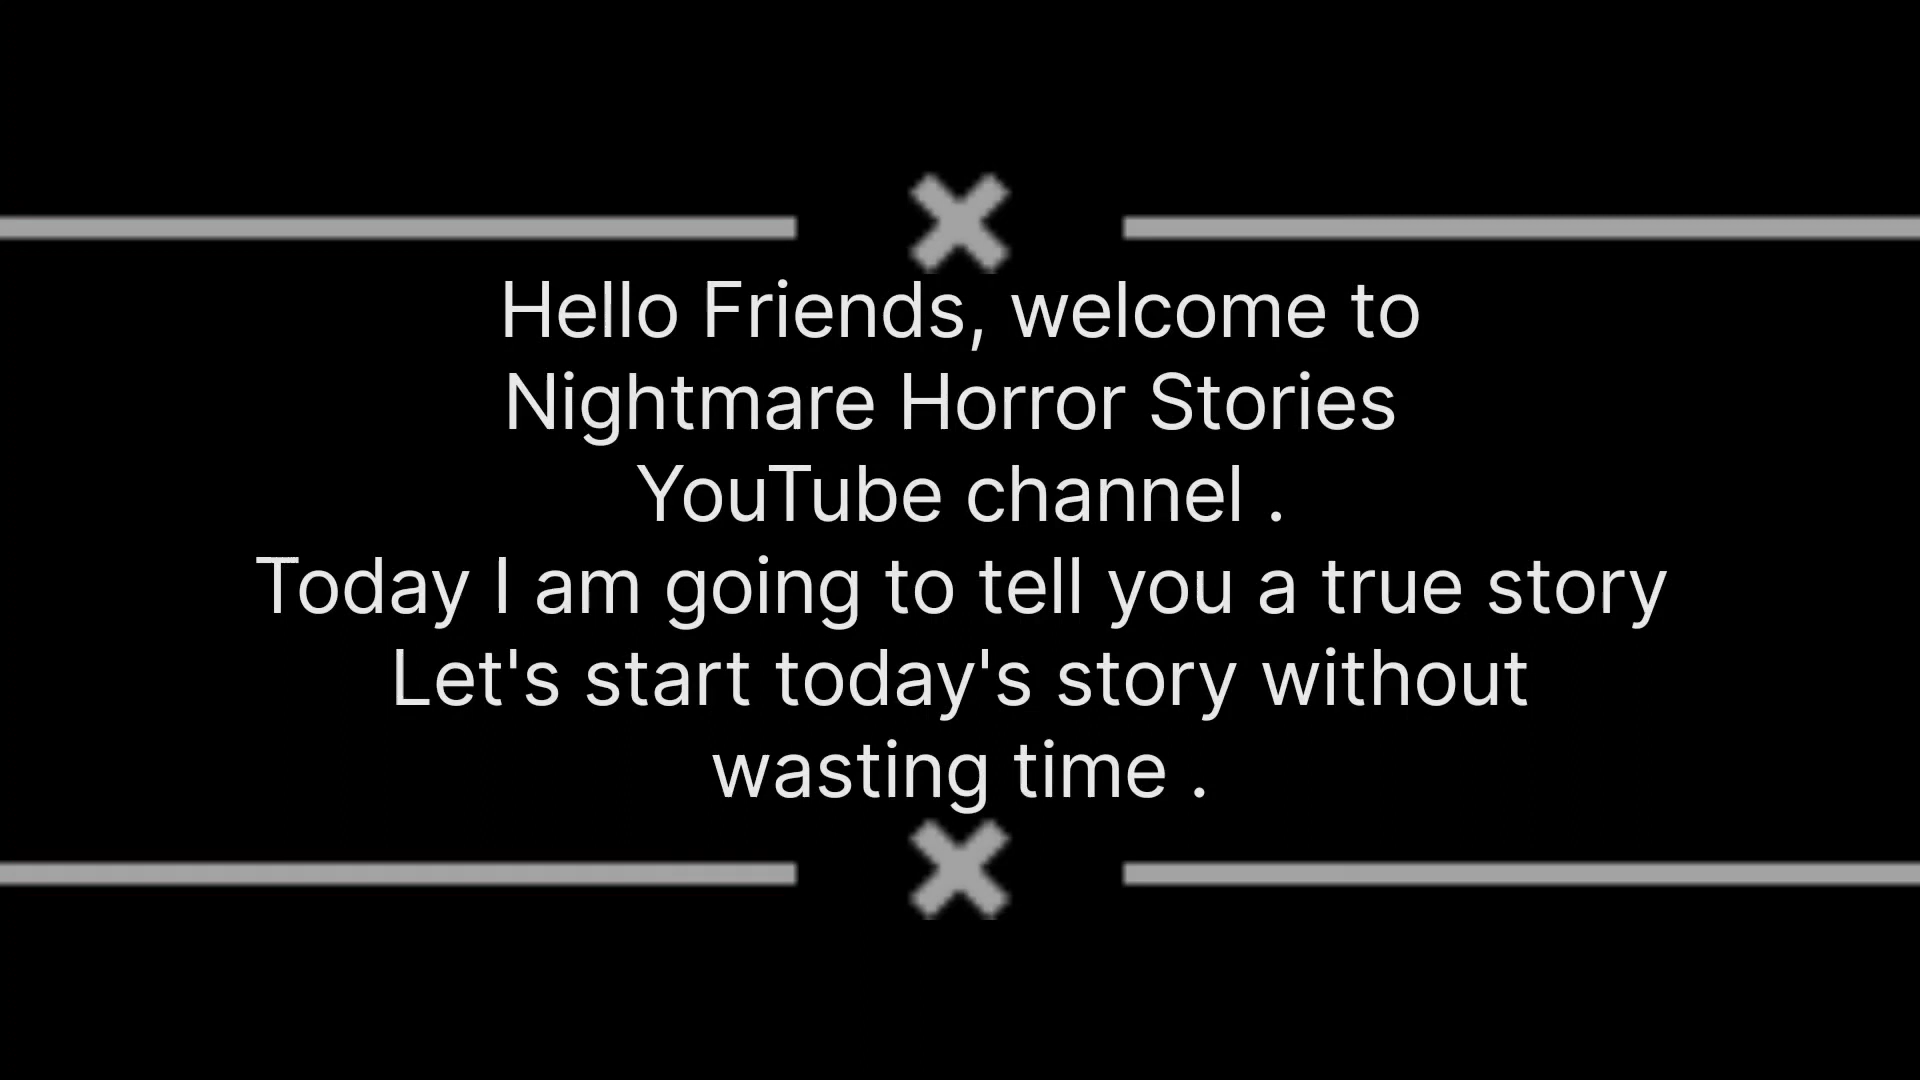 Hello Friends, welcome to
Nightmare Horror Stories
YouTube channel .
Today I am going to tell you a true story
Let's start today's story without
wasting time .